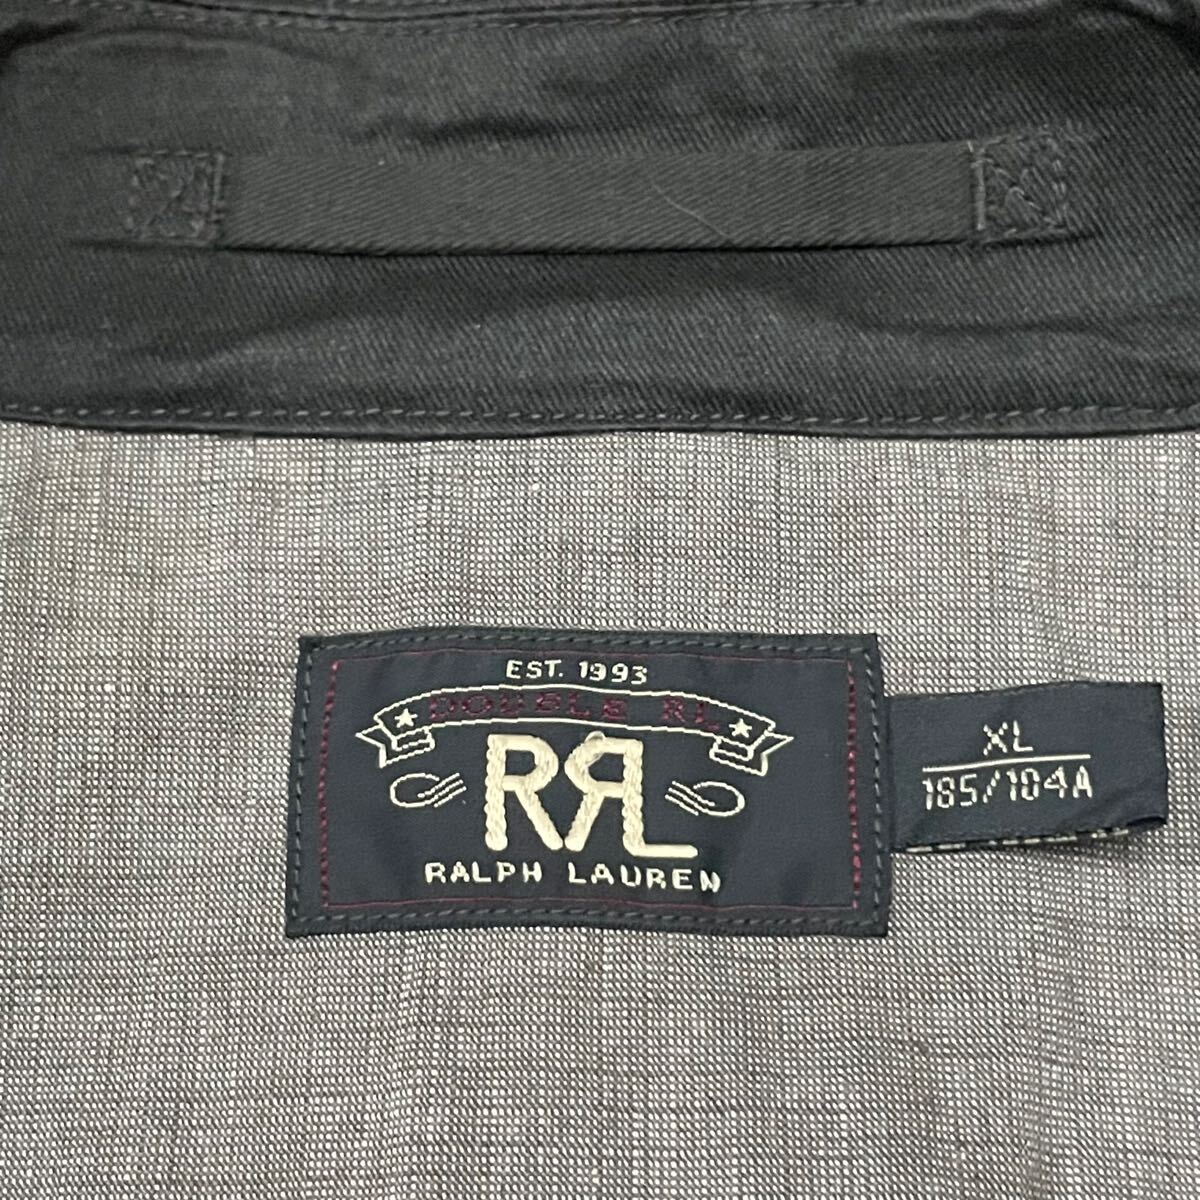 EST. 1993
DOUBLE RL
RRL
RALPH LAUREN
XL
185/104A